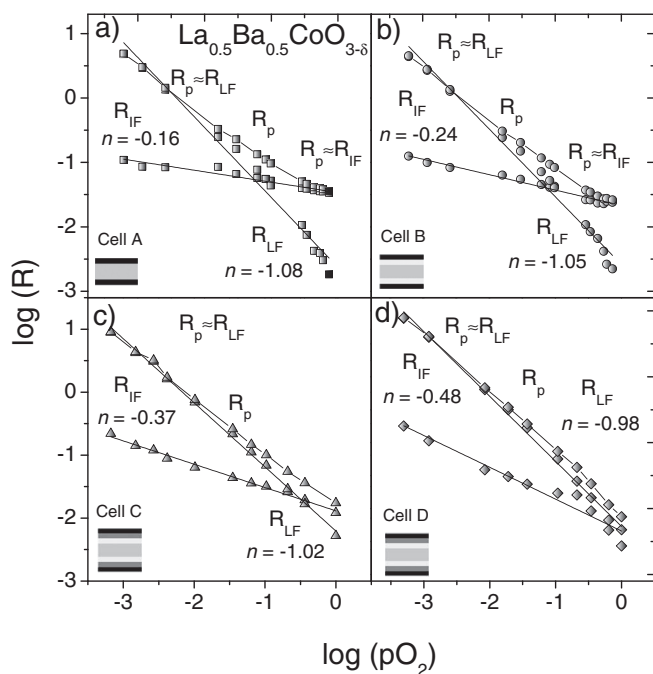 a)
La0.5Ba0.5CoO3-δ
Rp≈RLF
RIF
n = -0.16
Rp
Rp≈RIF
RLF
n = -1.08
Cell A
b)
Rp≈RLF
RIF
n = -0.24
Rp
Rp≈RIF
RLF
n = -1.05
Cell B
1
0
-1
-2
-3
c)
Rp≈RLF
RIF
n = -0.37
Rp
RLF
n = -1.02
Cell C
d)
Rp≈RLF
RIF
n = -0.48
Rp
RLF
n = -0.98
Cell D
1
0
-1
-2
-3
-3 -2 -1 0 -3 -2 -1 0
log (R)
log (pO2)